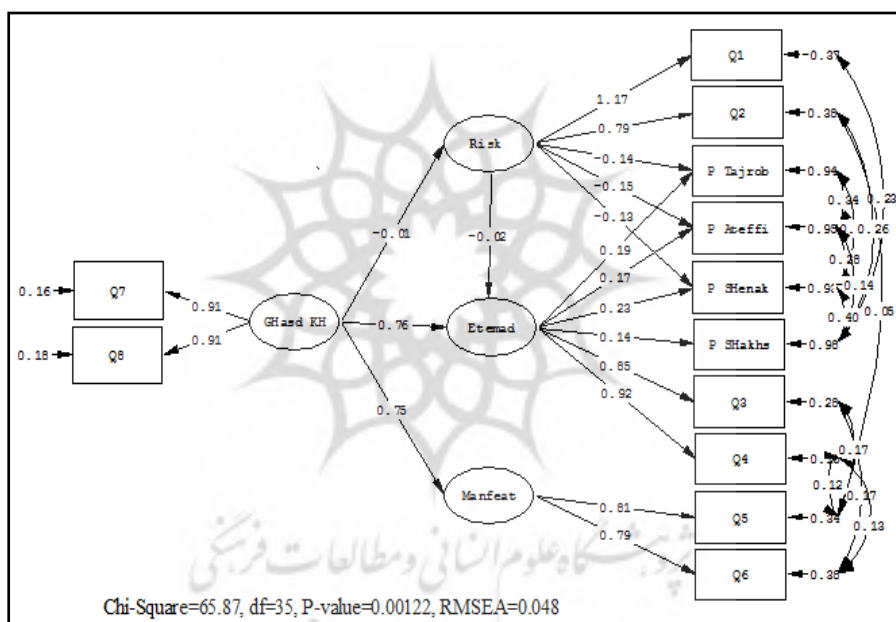 Q1
-0.37
1.17
Q2
0.38
0.79
Risk
-0.14
P Tajrob
0.94
-0.15
0.34
0.23
-0.13
P Ateffi
0.26
-0.01
-0.02
0.19
0.28
0.17
P SHenak
-0.14
0.16
Q7
0.91
GHasd KH
0.76
Etemad
0.23
0.40
0.05
0.14
P SHakhs
0.18
Q8
0.91
0.85
Q3
0.28
0.92
0.75
Q4
0.17
0.12
Manfeat
0.81
Q5
0.34
0.13
0.79
Q6
0.38
پژوهشگاه علوم انسانی و مطالعات فرهنگی
Chi-Square=65.87, df=35, P-value=0.00122, RMSEA=0.048